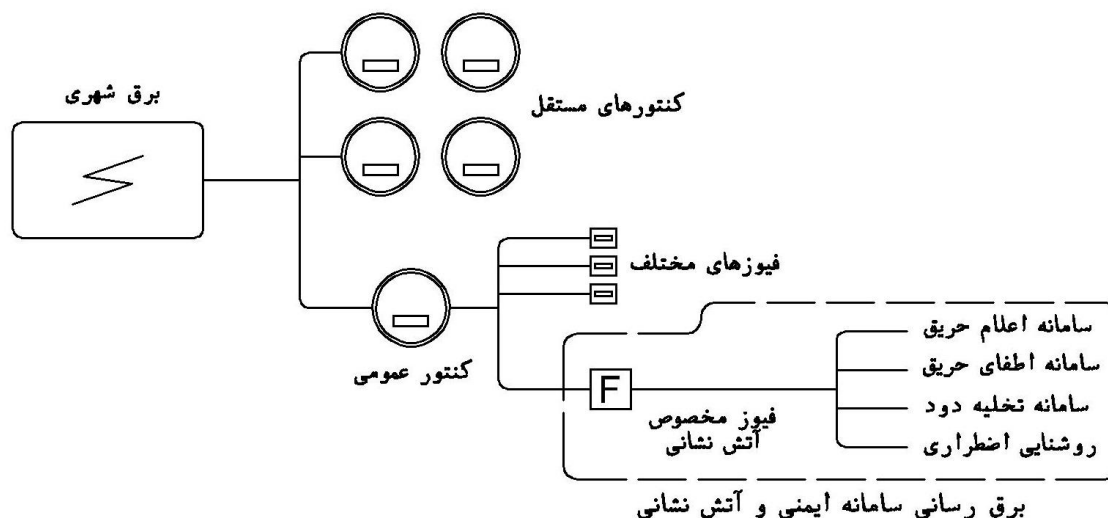 برق شهری
کنتورهای مستقل
فیوزهای مختلف
کنتور عمومی
F
فیوز مخصوص
آتش نشانی
سامانه اعلام حریق
سامانه اطفای حریق
سامانه تخلیه دود
روشنایی اضطراری
برق رسانی سامانه ایمنی و آتش نشانی